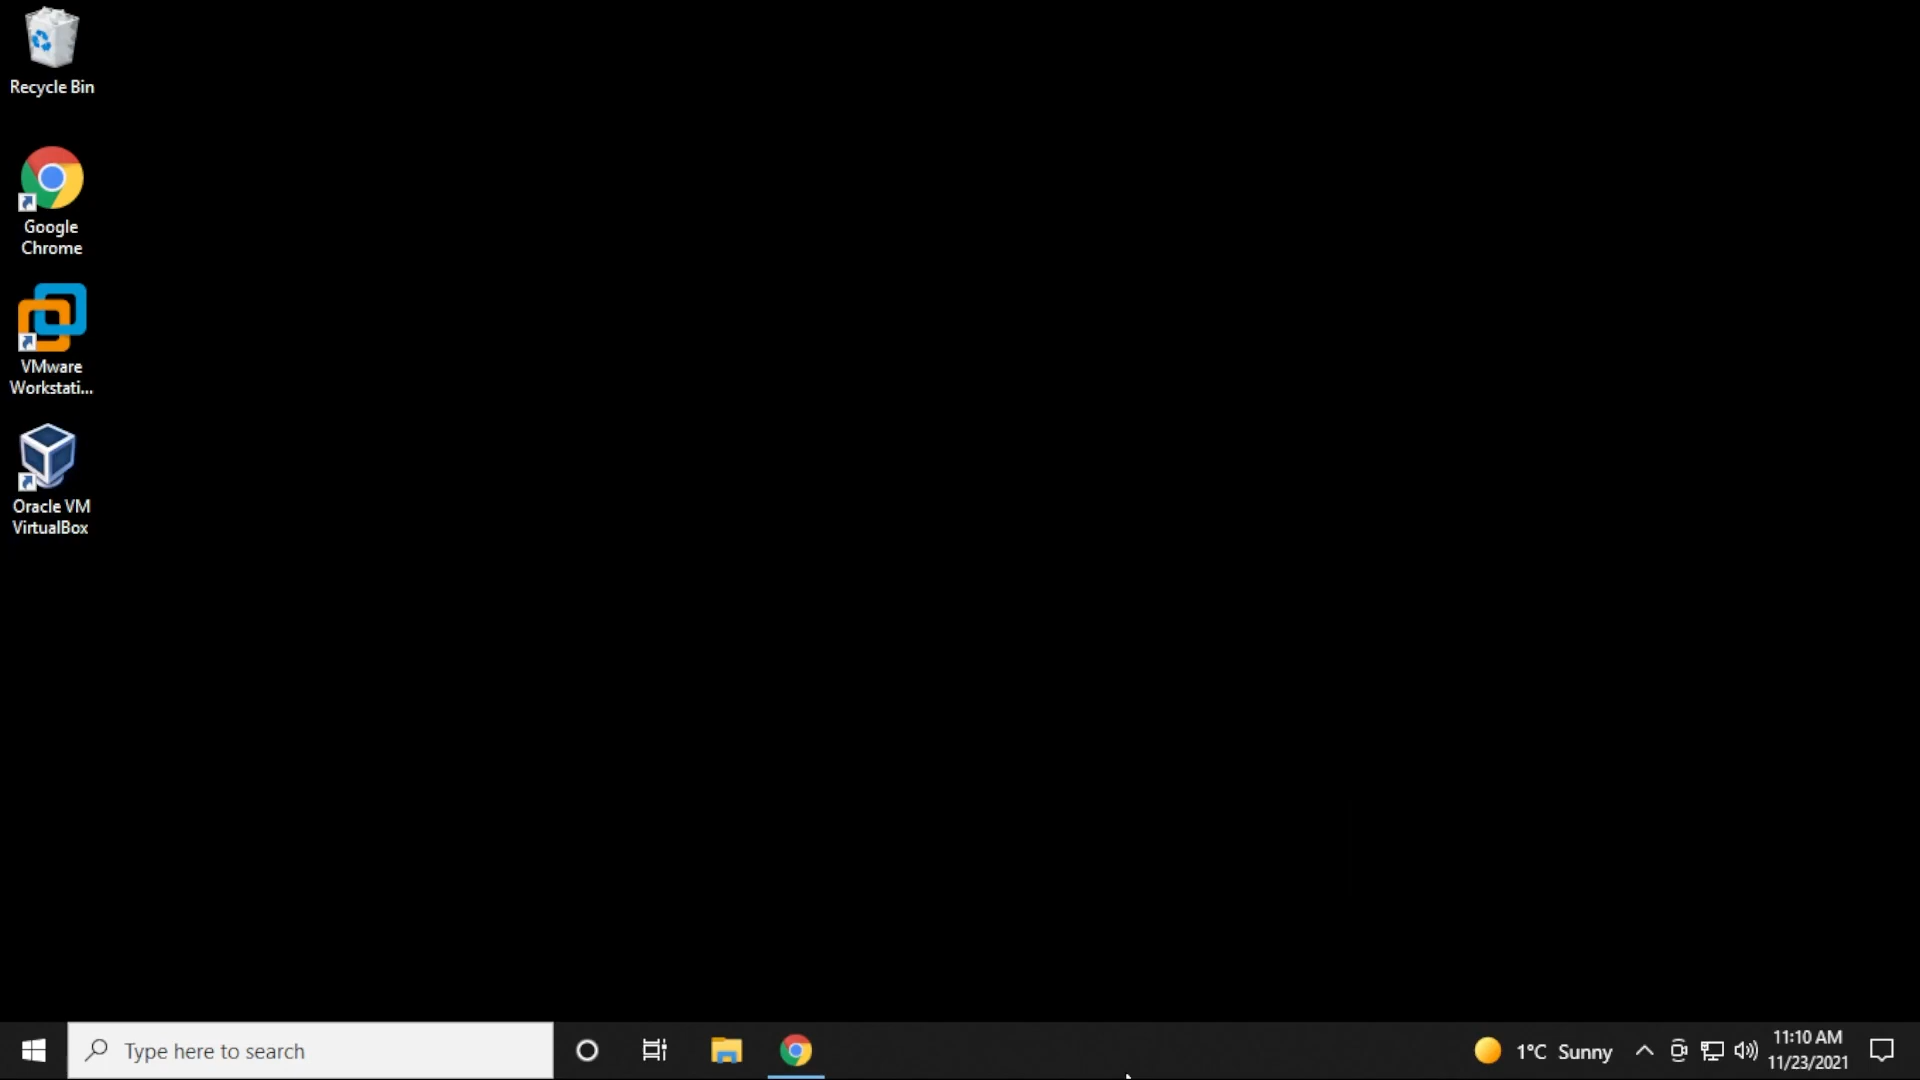 Recycle Bin
Google
Chrome
VMware
Workstati...
Oracle VM
VirtualBox
Type here to search
1°C Sunny
11:10 AM
11/23/2021